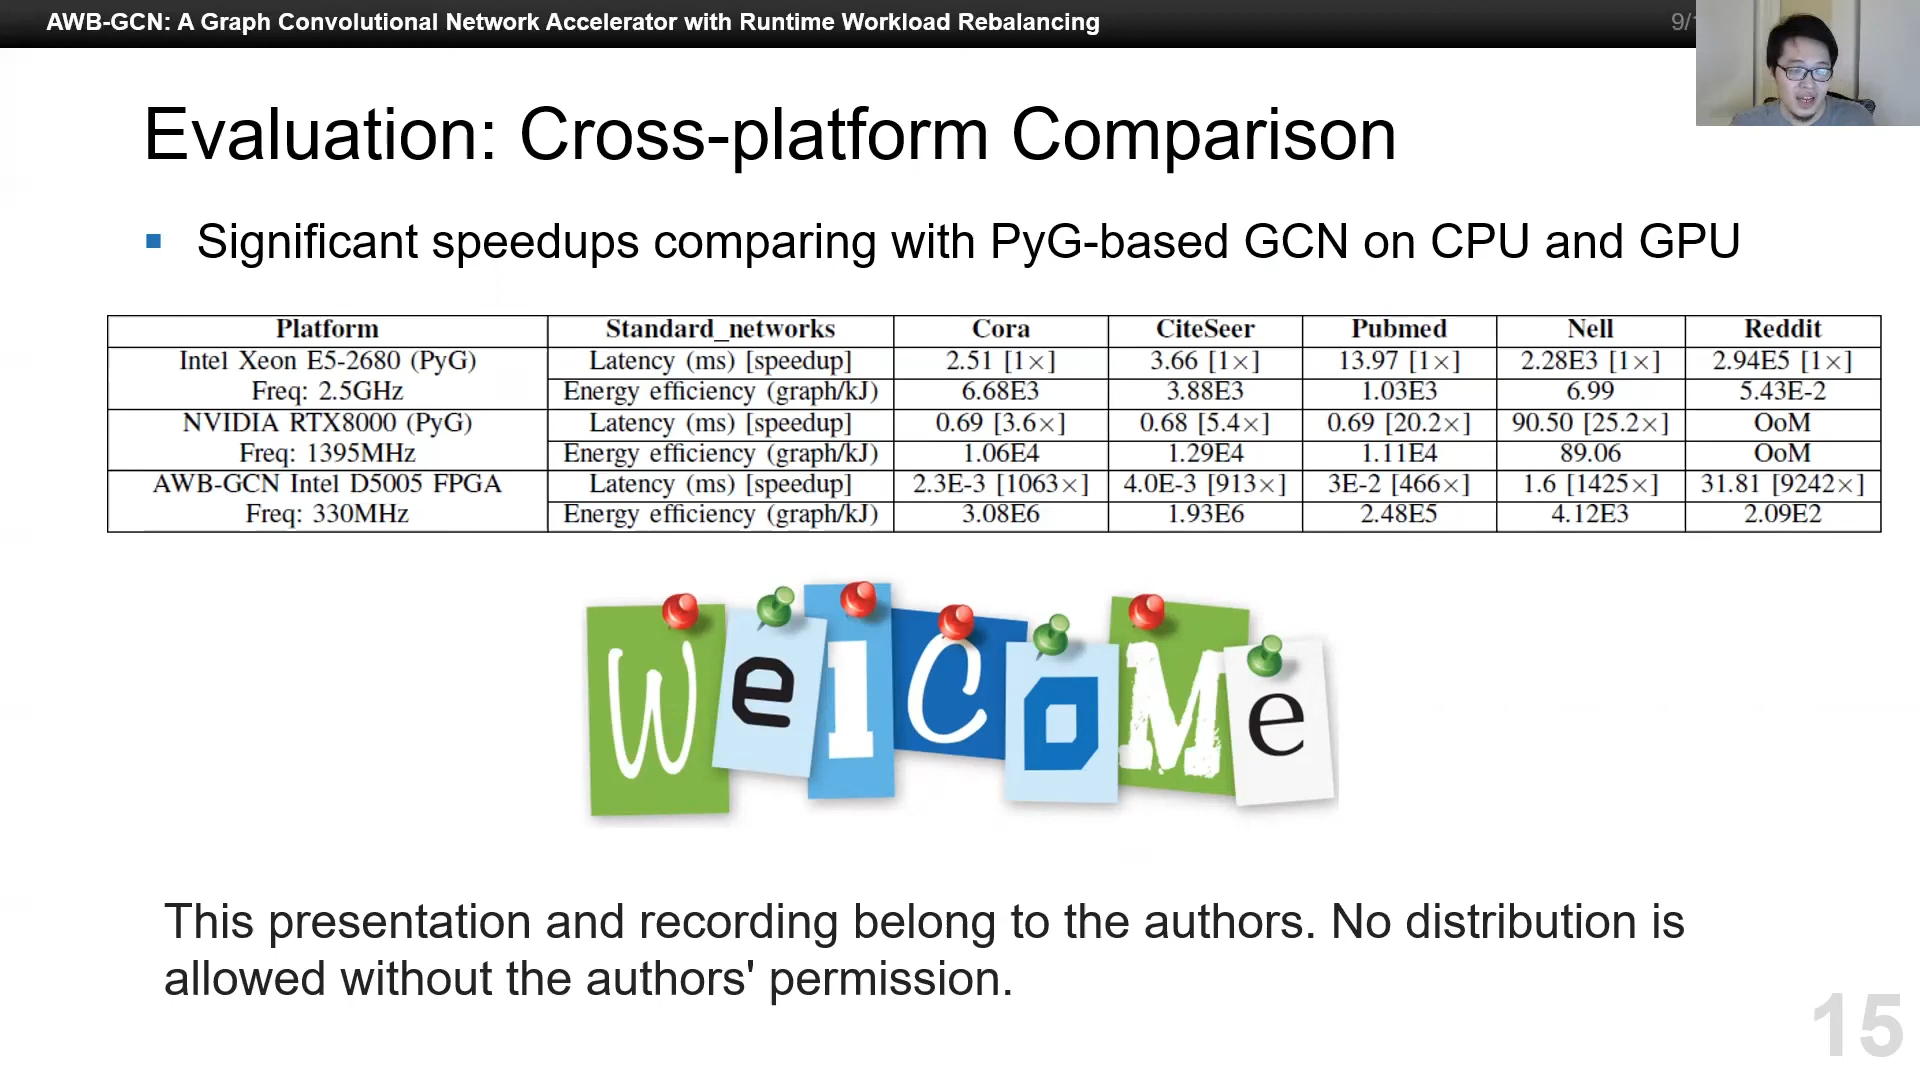 AWB-GCN: A Graph Convolutional Network Accelerator with Runtime Workload Rebalancing
9/
Evaluation: Cross-platform Comparison
Significant speedups comparing with PyG-based GCN on CPU and GPU
Platform Standard_networks Cora CiteSeer Pubmed Nell Reddit
Intel Xeon E5-2680 (PyG) Latency (ms) [speedup] 2.51 [1×] 3.66 [1×] 13.97 [1×] 2.28E3 [1×] 2.94E5 [1×]
Freq: 2.5GHz Energy efficiency (graph/kJ) 6.68E3 3.88E3 1.03E3 6.99 5.43E-2
NVIDIA RTX8000 (PyG) Latency (ms) [speedup] 0.69 [3.6×] 0.68 [5.4×] 0.69 [20.2×] 90.50 [25.2×] OoM
Freq: 1395MHz Energy efficiency (graph/kJ) 1.06E4 1.29E4 1.11E4 89.06 OoM
AWB-GCN Intel D5005 FPGA Latency (ms) [speedup] 2.3E-3 [1063×] 4.0E-3 [913×] 3E-2 [466×] 1.6 [1425×] 31.81 [9242×]
Freq: 330MHz Energy efficiency (graph/kJ) 3.08E6 1.93E6 2.48E5 4.12E3 2.09E2
WelCoMe
This presentation and recording belong to the authors. No distribution is
allowed without the authors' permission.
15